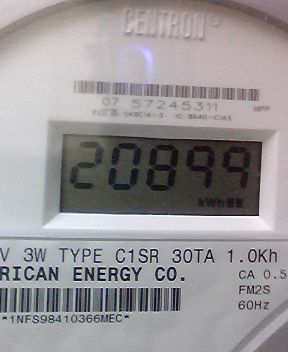 CENTRON
07 57245311 HPP
20899
kWh
V 3W TYPE C1SR 30TA 1.0Kh
RICAN ENERGY CO.
CA 0.5
FM2S
60Hz
*1NFS98410366MEC*